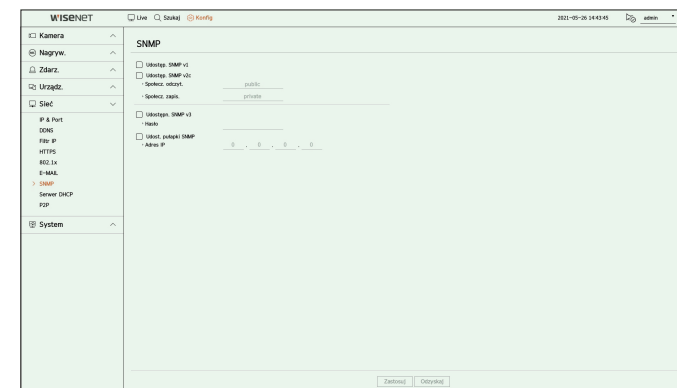 WISENET
Live Szukaj Konfig 2021-05-26 14:43:45 admin
Kamera
Nagryw.
Zdarz.
Urządz.
Sieć
IP & Port
DDNS
Filtr IP
HTTPS
802.1x
E-MAIL
> SNMP
Serwer DHCP
P2P
System
SNMP
Udostęp. SNMP v1
Udostęp. SNMP v2c
· Społecz. odczyt. public
· Społecz. zapis. private
Udostępn. SNMP v3
· Hasło
Udost. pułapki SNMP
· Adres IP 0 . 0 . 0 . 0
Zastosuj Odzyskaj